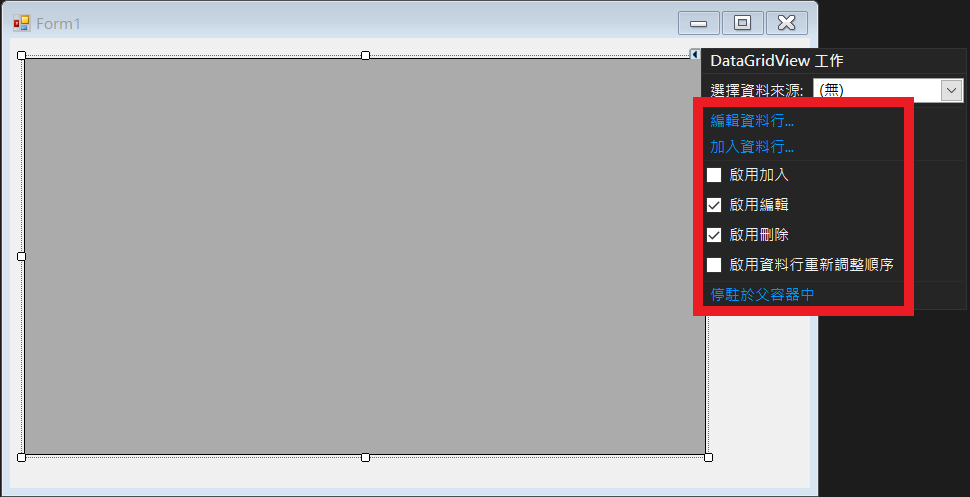 Form1
DataGridView 工作
選擇資料來源: (無)
編輯資料行...
加入資料行...
啟用加入
啟用編輯
啟用刪除
啟用資料行重新調整順序
停駐於父容器中